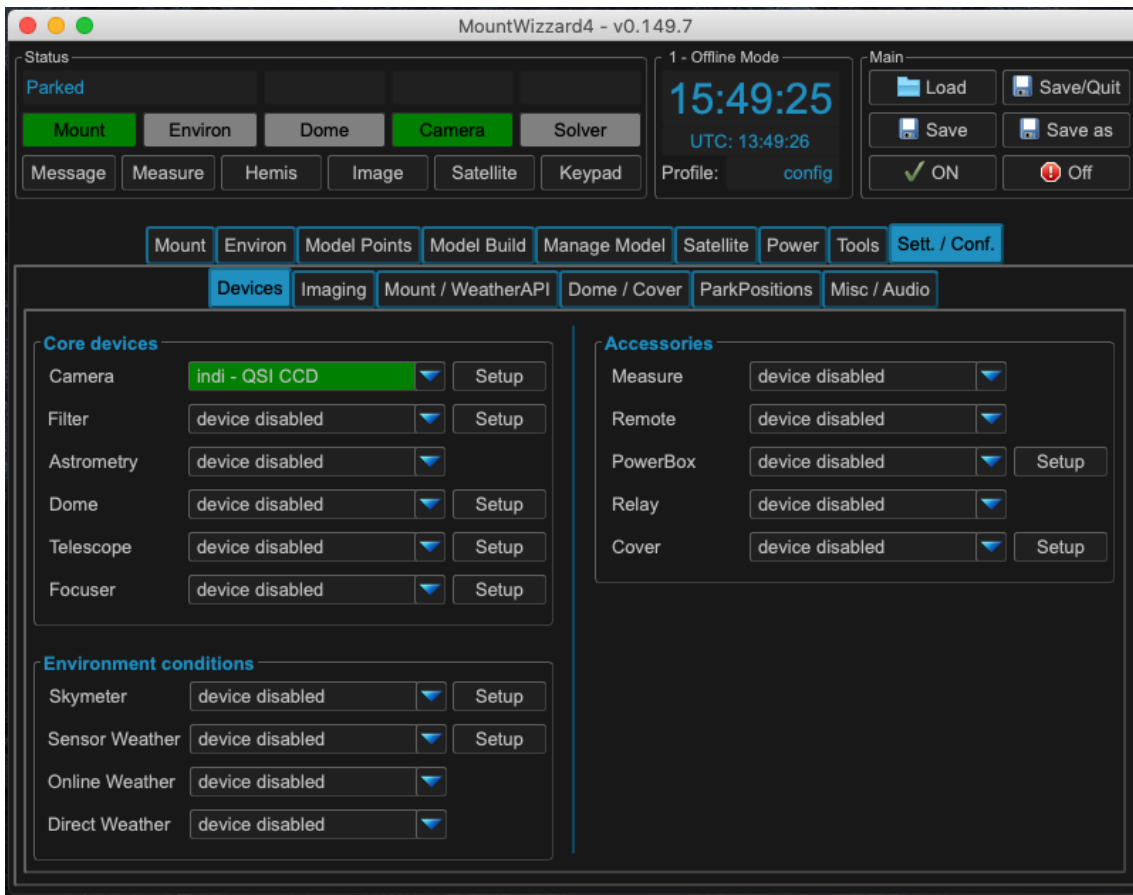 MountWizzard4 - v0.149.7
Status
Parked
Mount Environ Dome Camera Solver
Message Measure Hemis Image Satellite Keypad
1 - Offline Mode
15:49:25
UTC: 13:49:26
Profile: config
Main
Load Save/Quit
Save Save as
ON Off
Mount Environ Model Points Model Build Manage Model Satellite Power Tools Sett. / Conf.
Devices Imaging Mount / WeatherAPI Dome / Cover ParkPositions Misc / Audio
Core devices
Camera indi - QSI CCD Setup
Filter device disabled Setup
Astrometry device disabled
Dome device disabled Setup
Telescope device disabled Setup
Focuser device disabled Setup
Environment conditions
Skymeter device disabled Setup
Sensor Weather device disabled Setup
Online Weather device disabled
Direct Weather device disabled
Accessories
Measure device disabled
Remote device disabled
PowerBox device disabled Setup
Relay device disabled
Cover device disabled Setup